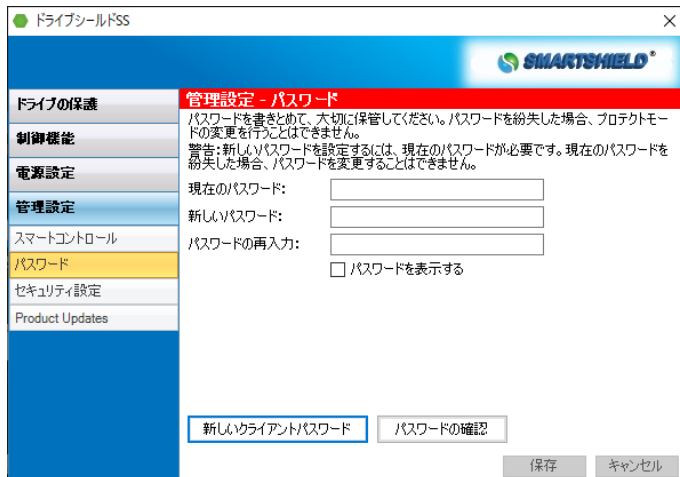 ドライブシールドSS
SMARTSHIELD®
ドライブの保護
制御機能
電源設定
管理設定
スマートコントロール
パスワード
セキュリティ設定
Product Updates
管理設定 - パスワード
パスワードを書きとめて、大切に保管してください。パスワードを紛失した場合、プロテクトモー
ドの変更を行うことはできません。
警告:新しいパスワードを設定するには、現在のパスワードが必要です。現在のパスワードを
紛失した場合、パスワードを変更することはできません。
現在のパスワード:
新しいパスワード:
パスワードの再入力:
パスワードを表示する
新しいクライアントパスワード
パスワードの確認
保存
キャンセル